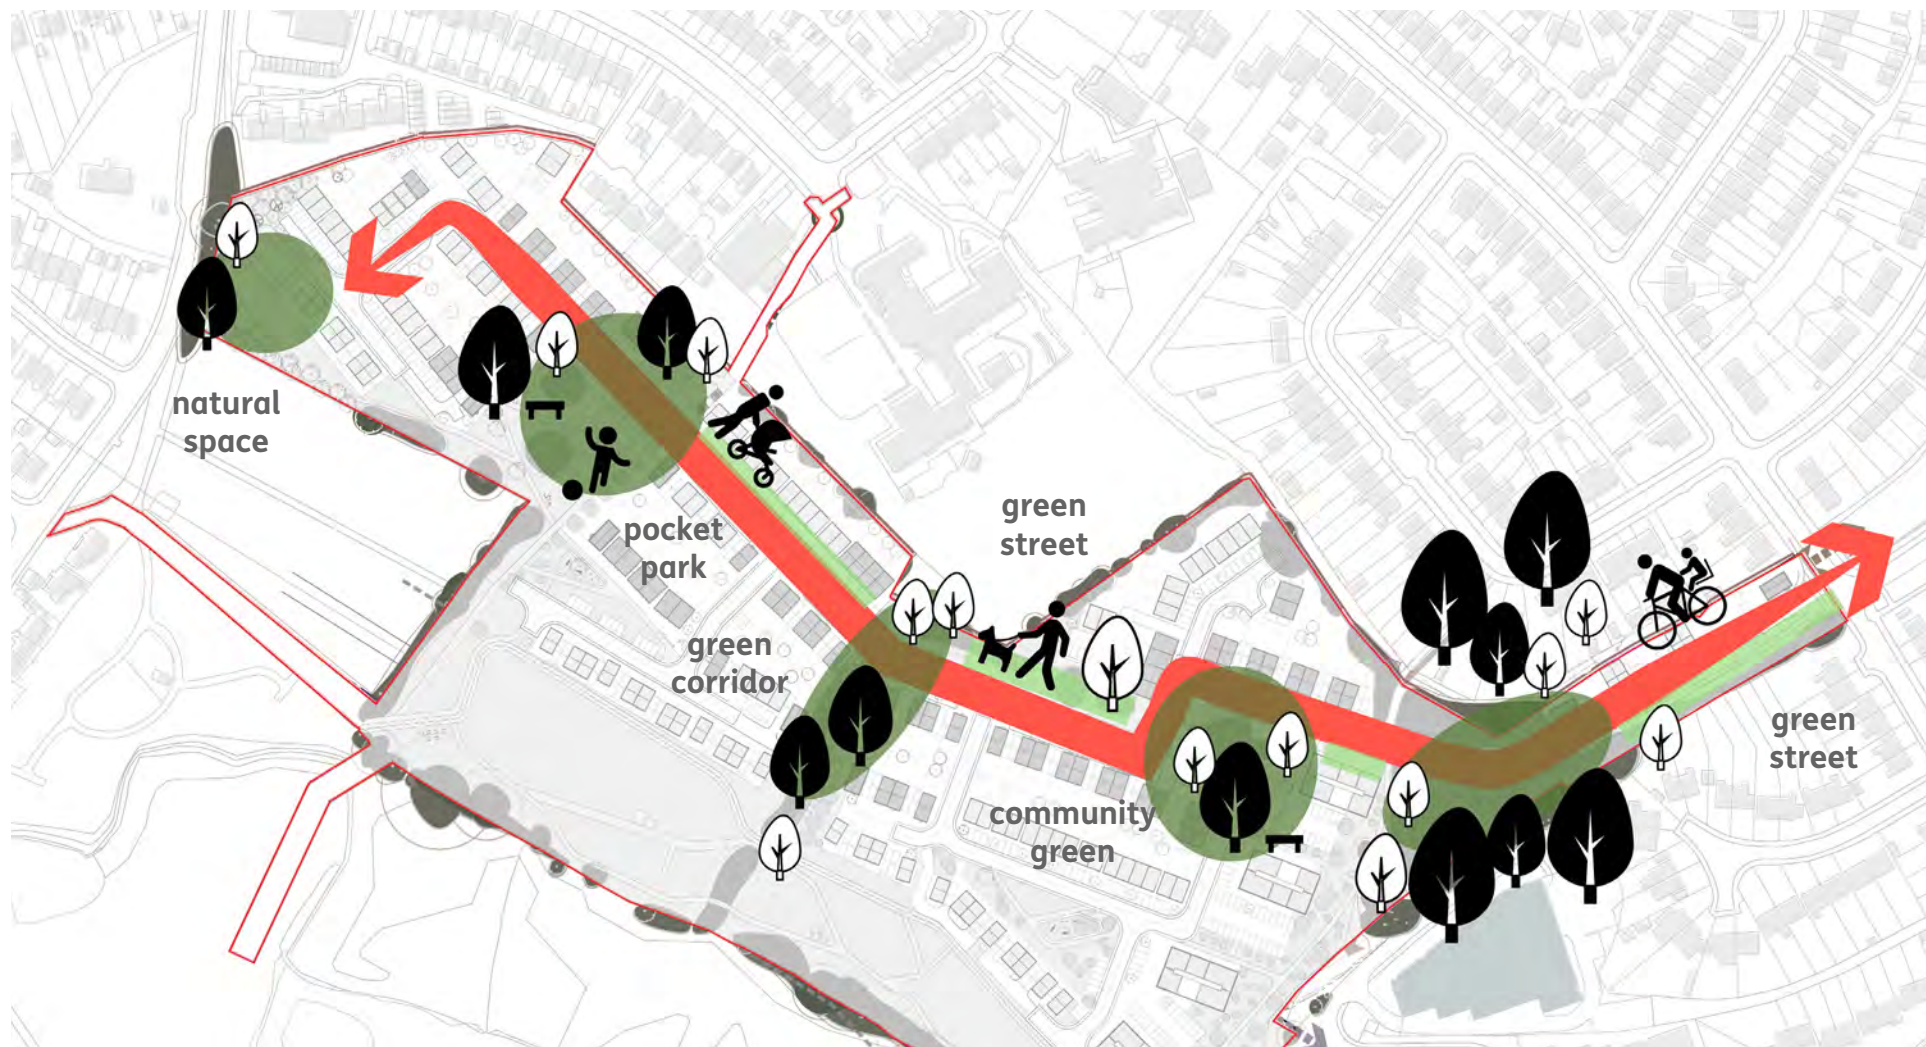 natural
space
pocket
park
green
corridor
green
street
community
green
green
street